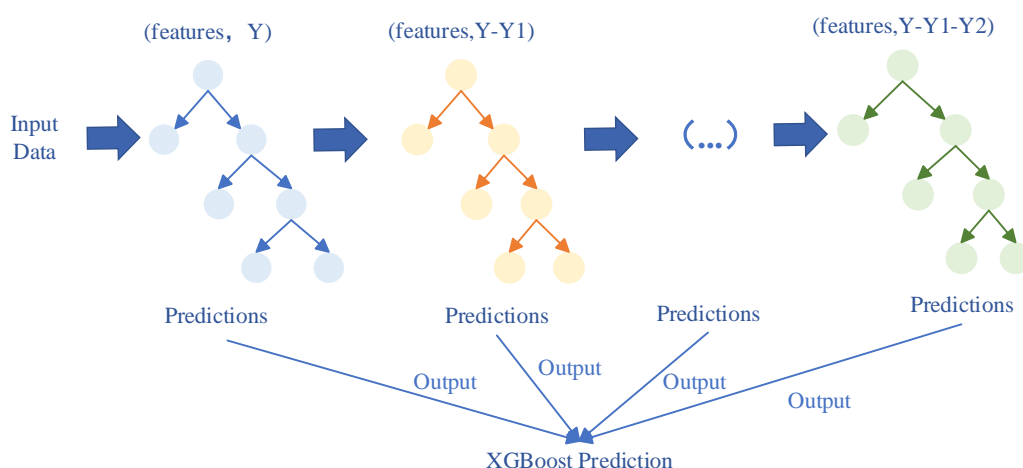 (features， Y)
(features,Y-Y1)
(features,Y-Y1-Y2)
Input
Data
(...)
Predictions
Predictions
Predictions
Predictions
Output
Output
Output
Output
XGBoost Prediction